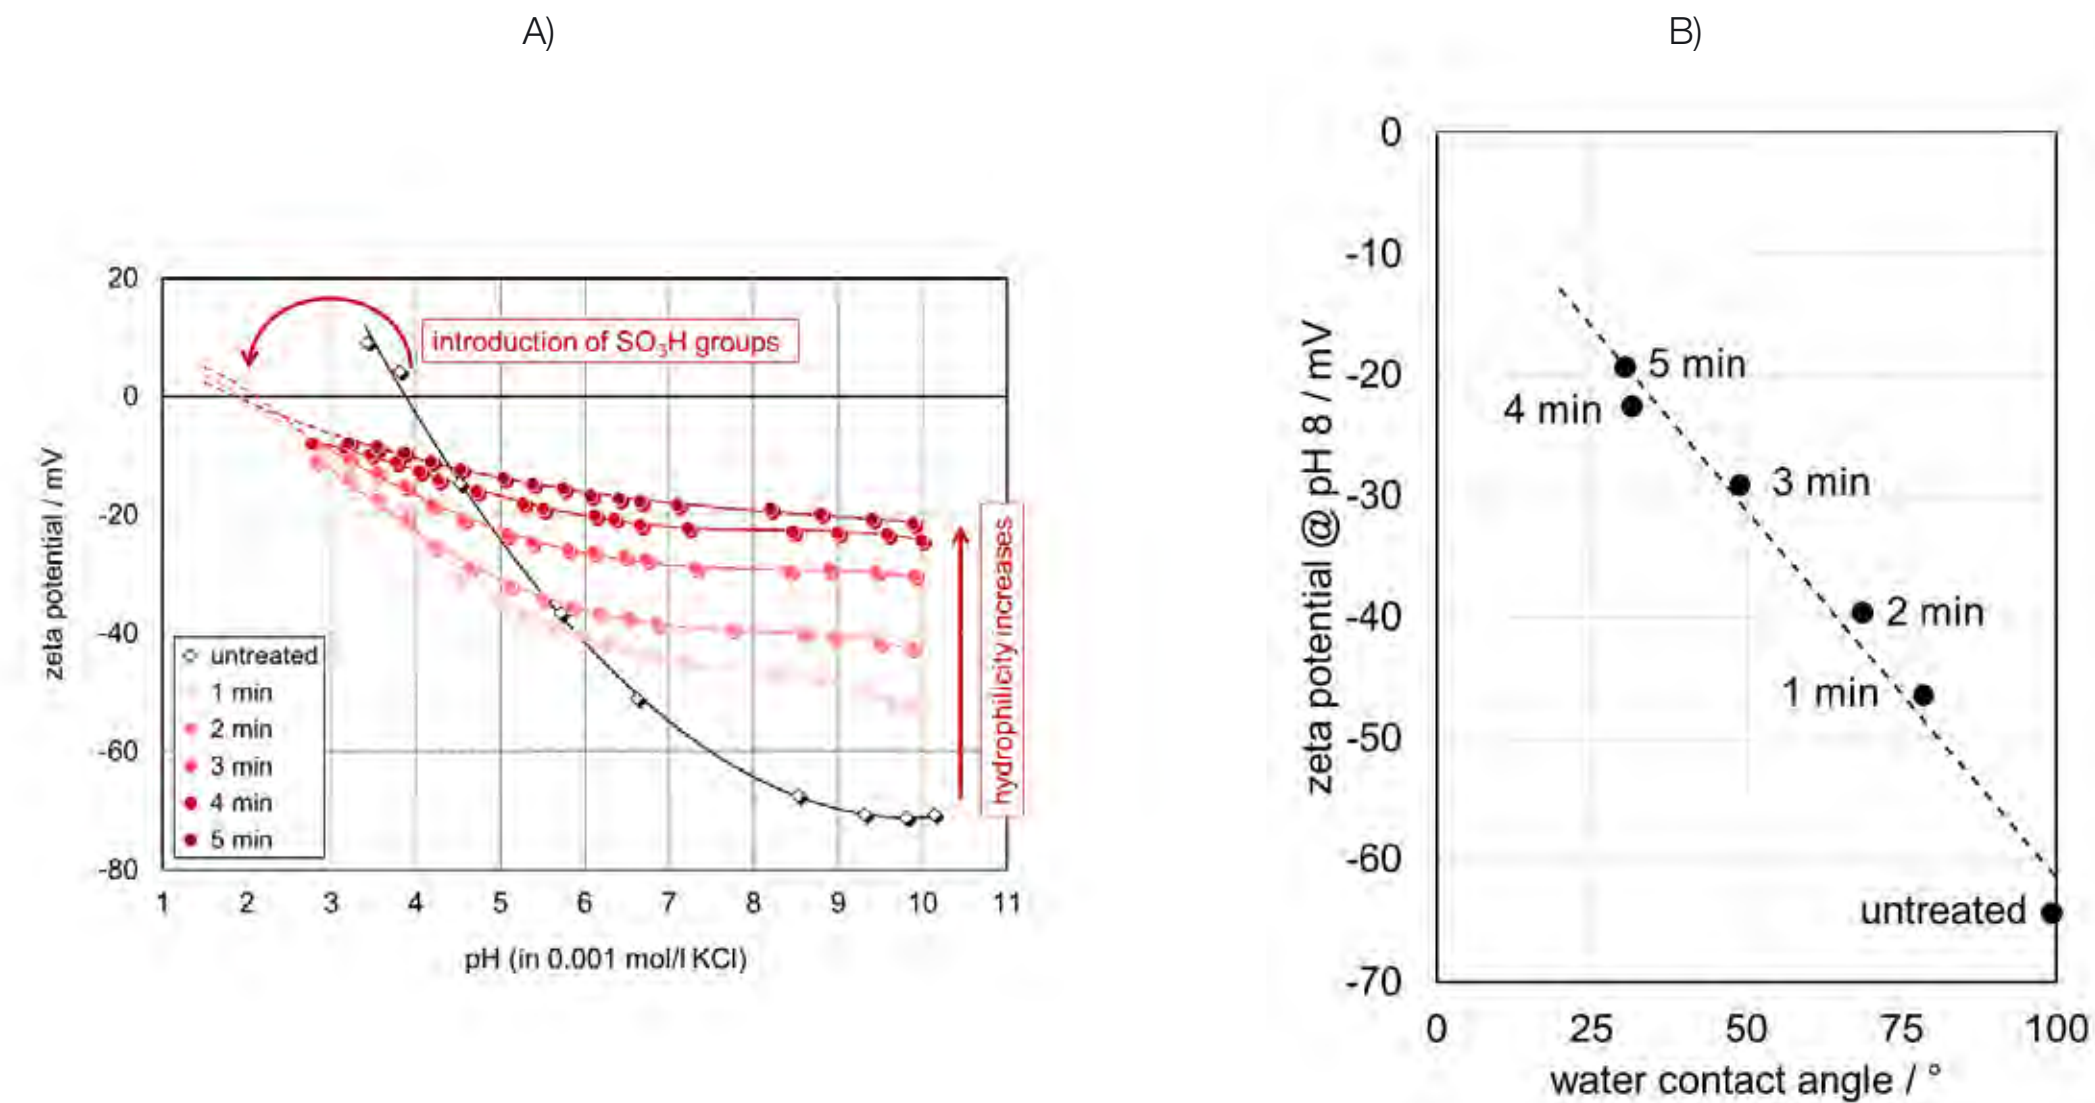 A)
20
0
-20
-40
-60
-80
zeta potential / mV
introduction of SO₃H groups
hydrophilicity increases
untreated
1 min
2 min
3 min
4 min
5 min
1 2 3 4 5 6 7 8 9 10 11
pH (in 0.001 mol/l KCl)
B)
0
-10
-20
-30
-40
-50
-60
-70
zeta potential @ pH 8 / mV
5 min
4 min
3 min
2 min
1 min
untreated
0 25 50 75 100
water contact angle / °